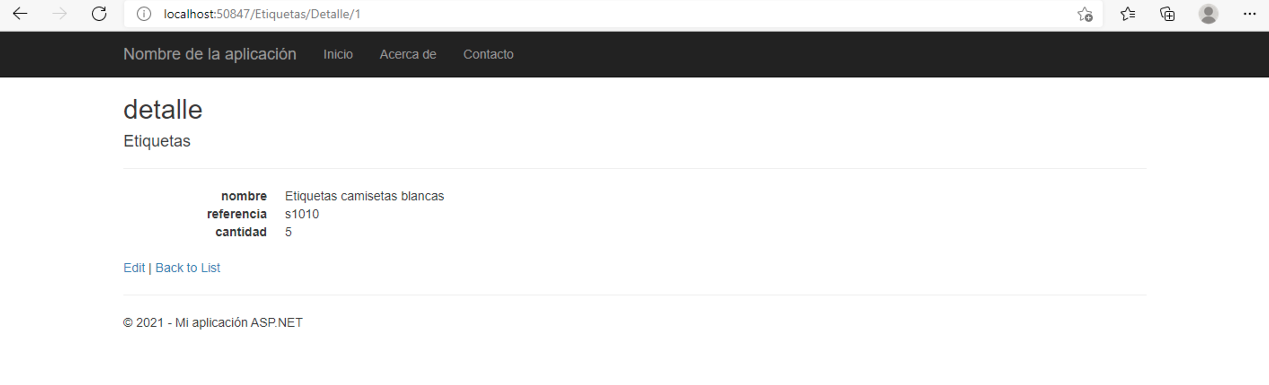 localhost:50847/Etiquetas/Detalle/1
Nombre de la aplicación Inicio Acerca de Contacto
detalle
Etiquetas
nombre Etiquetas camisetas blancas
referencia s1010
cantidad 5
Edit | Back to List
© 2021 - Mi aplicación ASP.NET